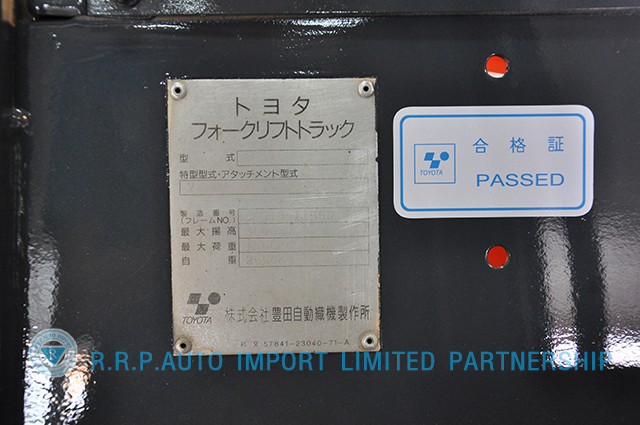 トヨタ
フォークリフトトラック
型式
特型型式・アタッチメント型式
製造番号
(フレームNO.)
最大揚高
最大荷重
自重
TOYOTA
株式会社豊田自動織機製作所
57841-23040-71-A
合格証
TOYOTA
PASSED
R.R.P.AUTO IMPORT LIMITED PARTNERSHIP